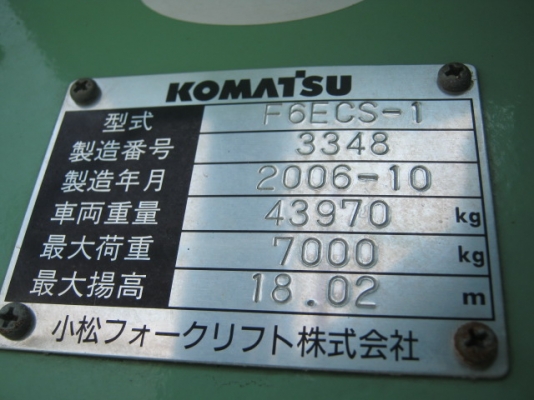 KOMATSU
型式 F6ECS-1
製造番号 3348
製造年月 2006-10
車両重量 43970 kg
最大荷重 7000 kg
最大揚高 18.02 m
小松フォークリフト株式会社